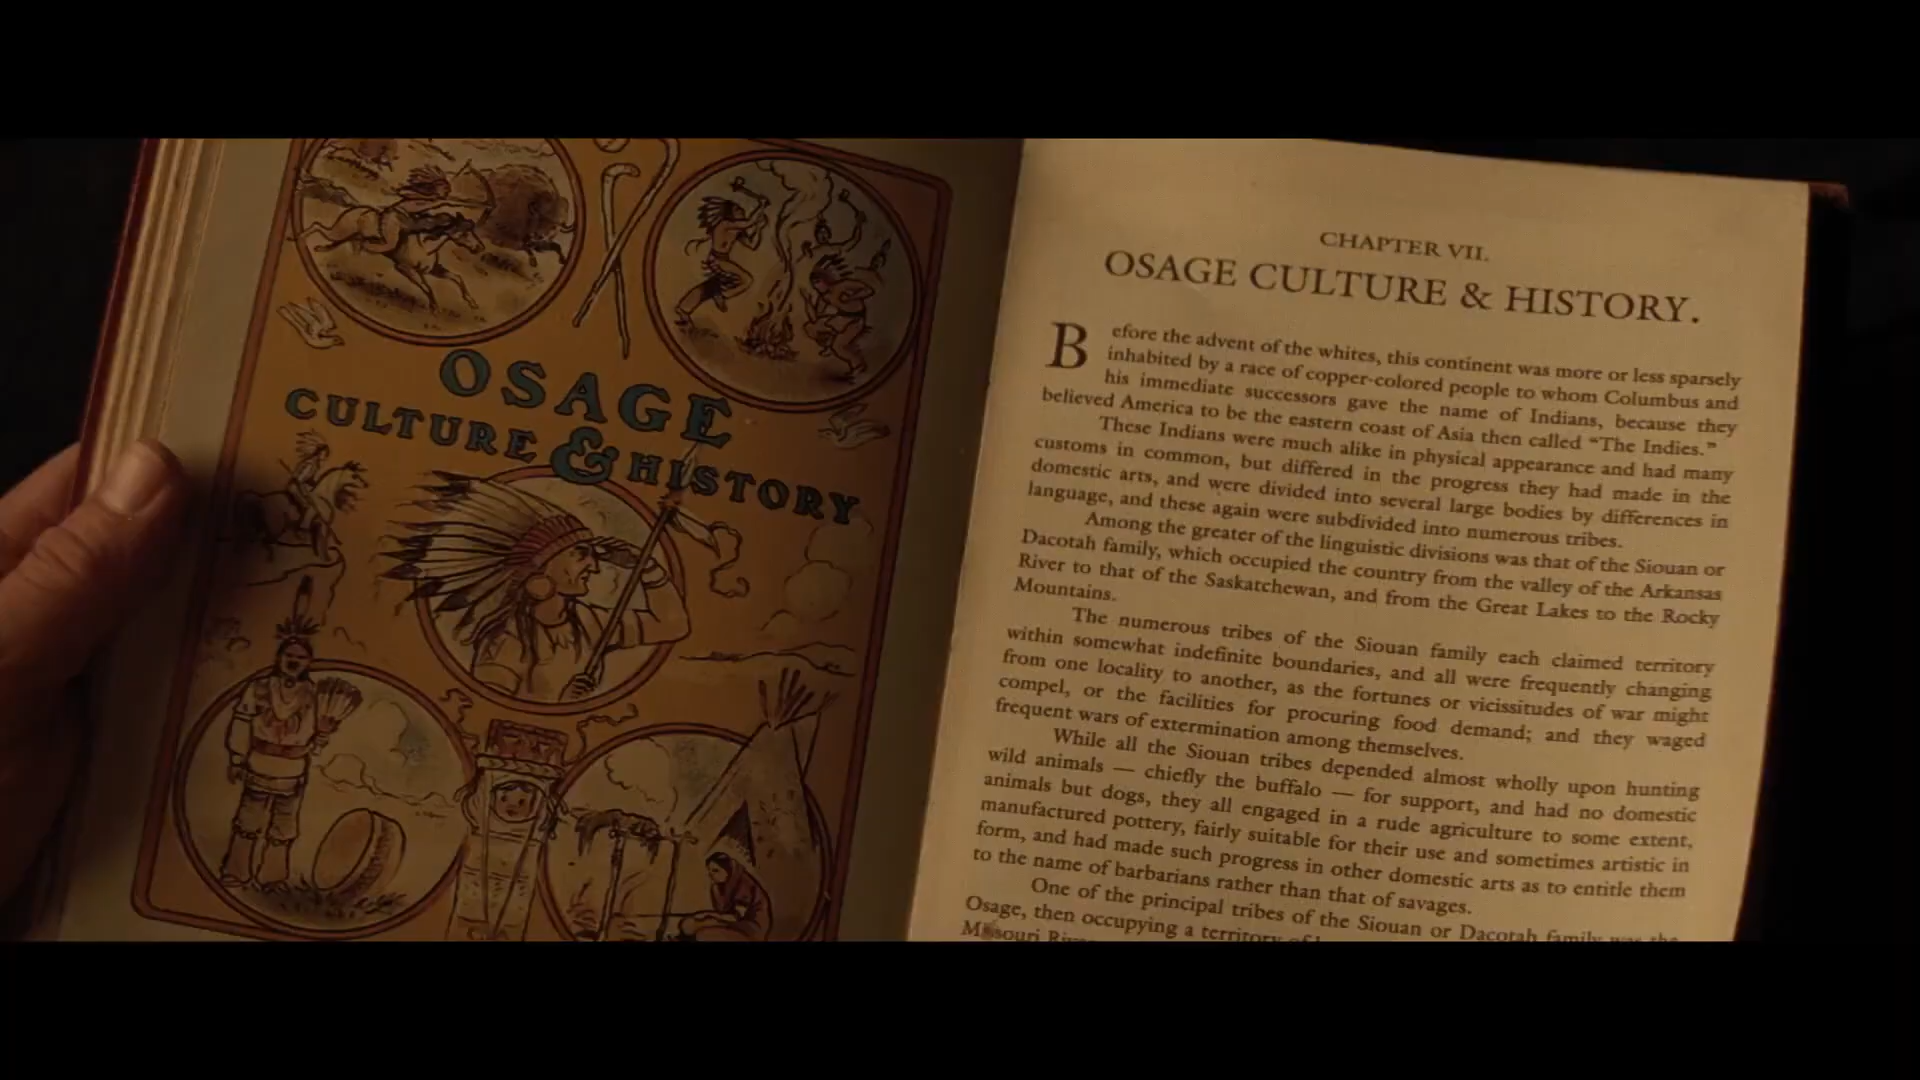 OSAGE
CULTURE & HISTORY
CHAPTER VII.
OSAGE CULTURE & HISTORY.
Before the advent of the whites, this continent was more or less sparsely
inhabited by a race of copper-colored people to whom Columbus and
his immediate successors gave the name of Indians, because they
believed America to be the eastern coast of Asia then called “The Indies.”
These Indians were much alike in physical appearance and had many
customs in common, but differed in the progress they had made in the
domestic arts, and were divided into several large bodies by differences in
language, and these again were subdivided into numerous tribes.
Among the greater of the linguistic divisions was that of the Siouan or
Dacotah family, which occupied the country from the valley of the Arkansas
River to that of the Saskatchewan, and from the Great Lakes to the Rocky
Mountains.
The numerous tribes of the Siouan family each claimed territory
within somewhat indefinite boundaries, and all were frequently changing
from one locality to another, as the fortunes or vicissitudes of war might
compel, or the facilities for procuring food demand; and they waged
frequent wars of extermination among themselves.
While all the Siouan tribes depended almost wholly upon hunting
wild animals — chiefly the buffalo — for support, and had no domestic
animals but dogs, they all engaged in a rude agriculture to some extent,
manufactured pottery, fairly suitable for their use and sometimes artistic in
form, and had made such progress in other domestic arts as to entitle them
to the name of barbarians rather than that of savages.
One of the principal tribes of the Siouan or Dacotah family was the
Osage, then occupying a territory of
Missouri